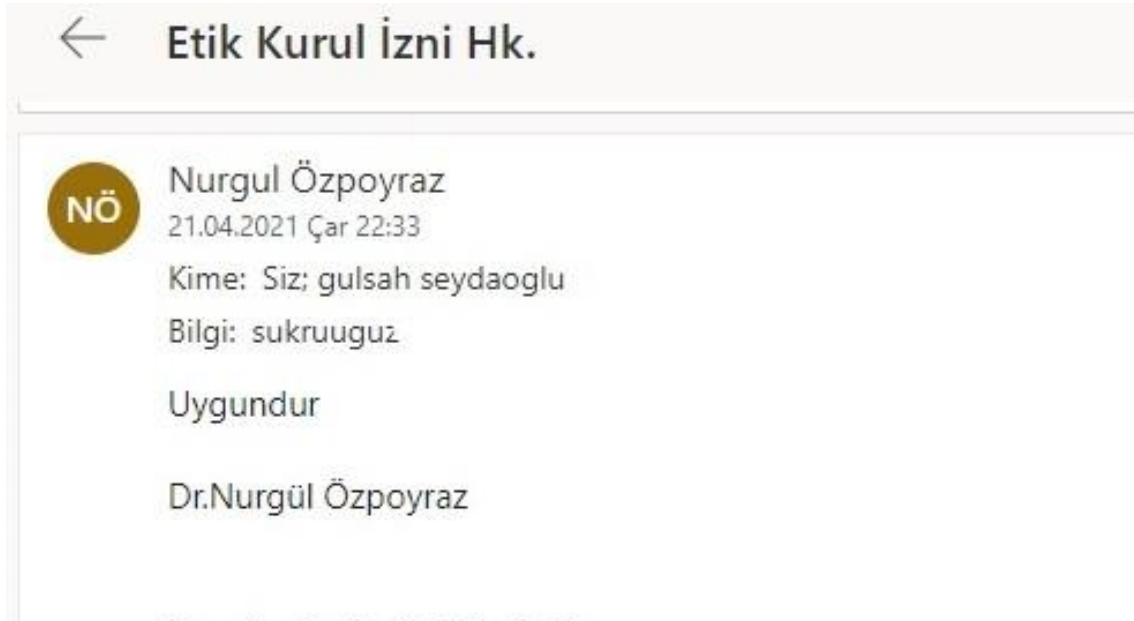 Etik Kurul İzni Hk.
NÖ
Nurgul Özpoyraz
21.04.2021 Çar 22:33
Kime: Siz; gulsah seydaoglu
Bilgi: sukruuguz
Uygundur
Dr.Nurgül Özpoyraz